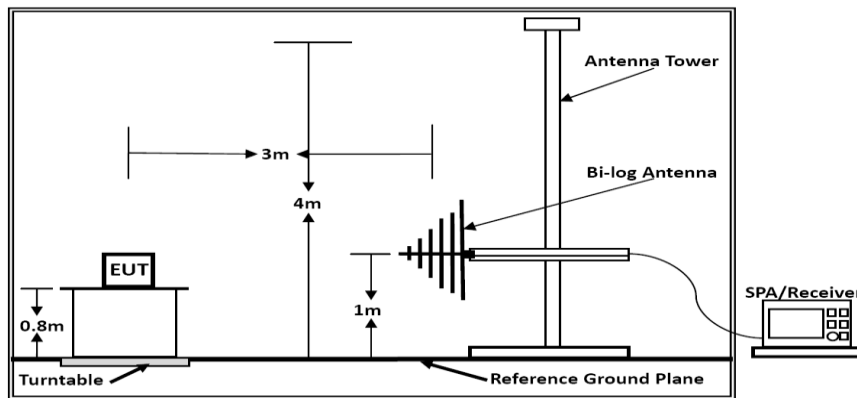 Antenna Tower
3m
Bi-log Antenna
4m
EUT
SPA/Receiver
0.8m
1m
Turntable
Reference Ground Plane